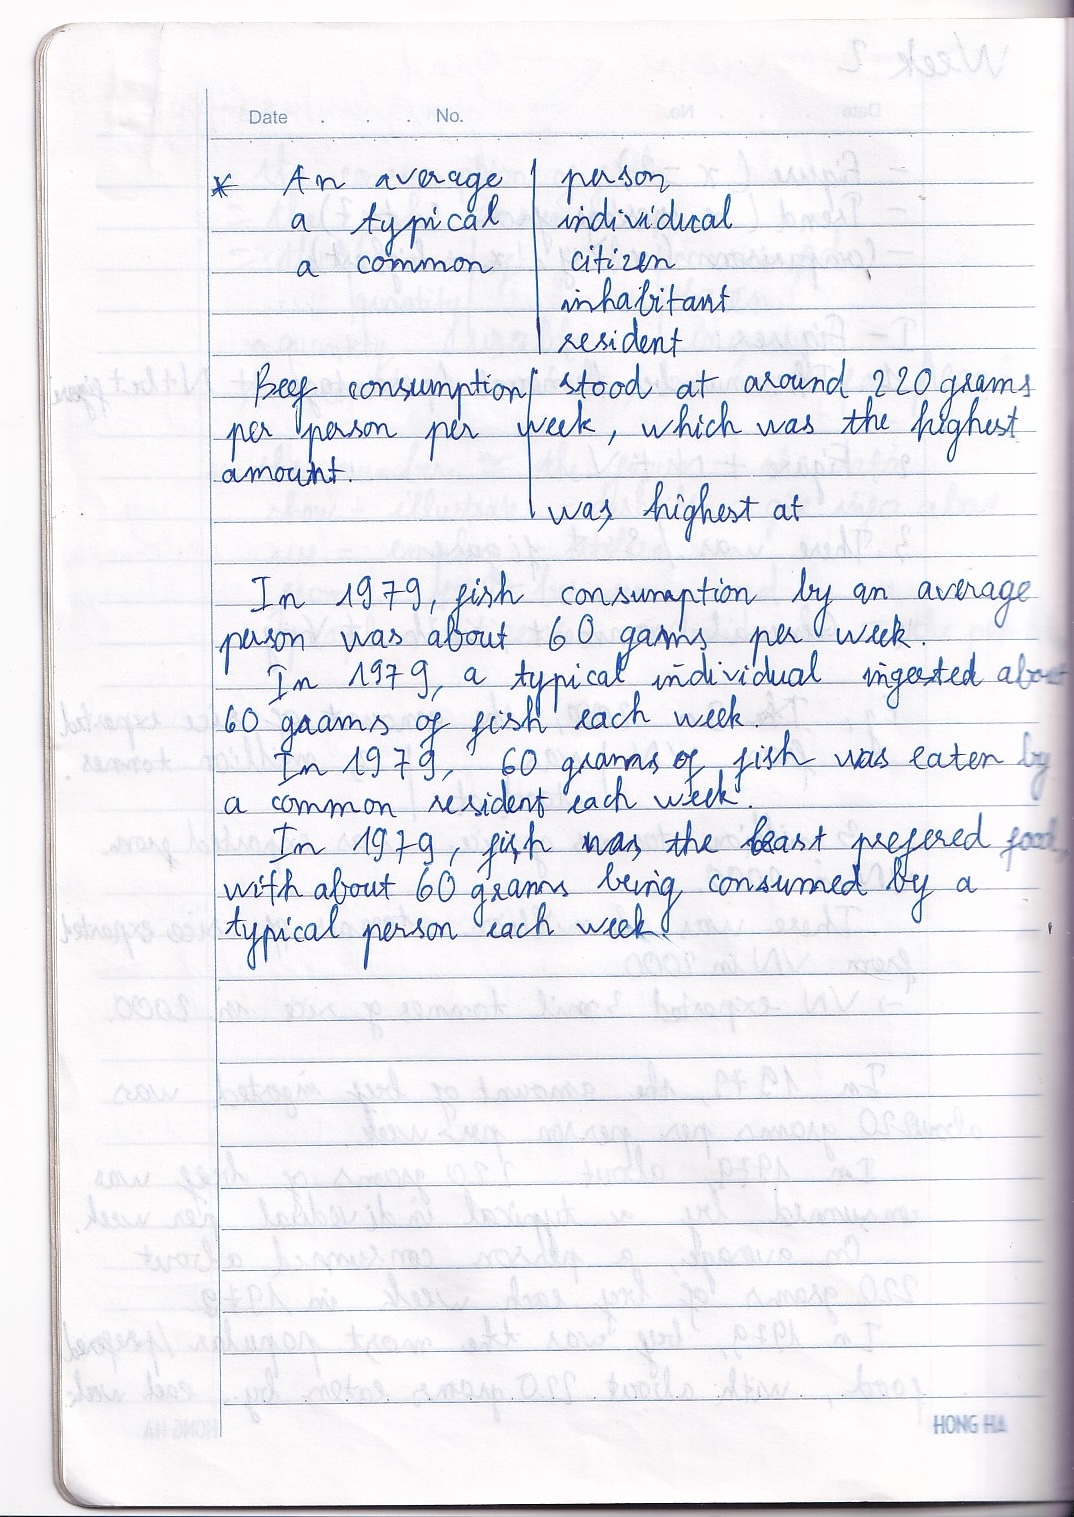 Date . . . No.
* An average | person
a typical | individual
a common | citizen
inhabitant
resident
Beef consumption | stood at around 220 grams
per person per week, which was the highest
amount.
was highest at
In 1979, fish consumption by an average
person was about 60 gams per week.
In 1979, a typical individual ingested about
60 graams of fish each week.
In 1979, 60 grams of fish was eaten by
a common resident each week.
In 1979, fish was the least prefered food,
with about 60 grams being consumed by a
typical person each week.
HONG HA